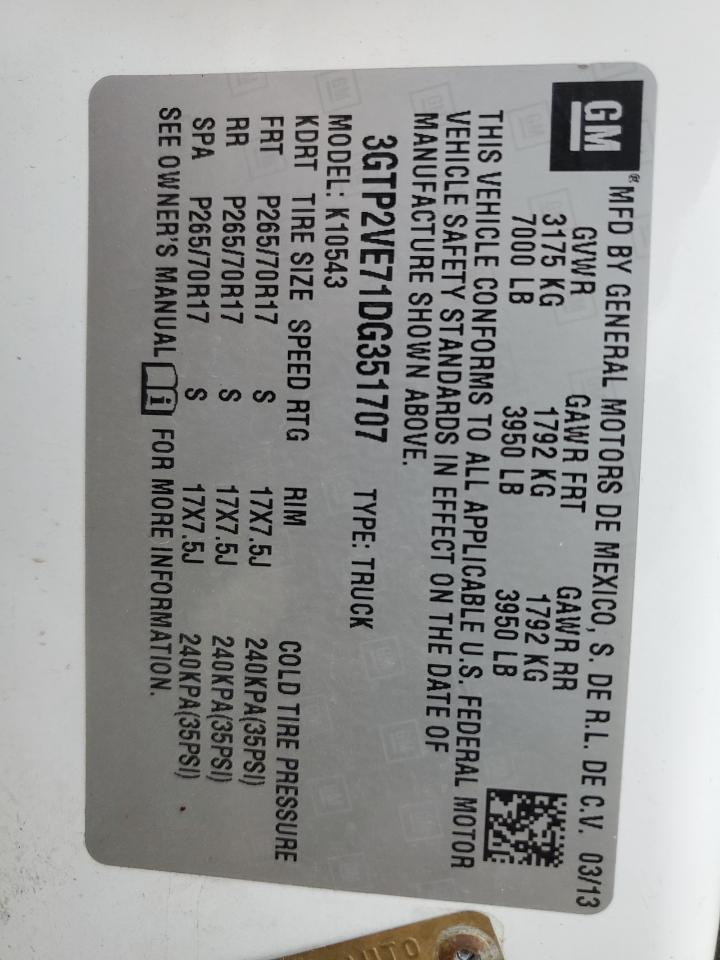 GM
® MFD BY GENERAL MOTORS DE MEXICO, S. DE R.L. DE C.V. 03/13
GVWR GAWR FRT GAWR RR
3175 KG 1792 KG 1792 KG
7000 LB 3950 LB 3950 LB
THIS VEHICLE CONFORMS TO ALL APPLICABLE U.S. FEDERAL MOTOR
VEHICLE SAFETY STANDARDS IN EFFECT ON THE DATE OF
MANUFACTURE SHOWN ABOVE.
3GTP2VE71DG351707 TYPE: TRUCK
MODEL: K10543
KDRT TIRE SIZE SPEED RTG RIM COLD TIRE PRESSURE
FRT P265/70R17 S 17X7.5J 240KPA(35PSI)
RR P265/70R17 S 17X7.5J 240KPA(35PSI)
SPA P265/70R17 S 17X7.5J 240KPA(35PSI)
SEE OWNER'S MANUAL i FOR MORE INFORMATION.
AUTO